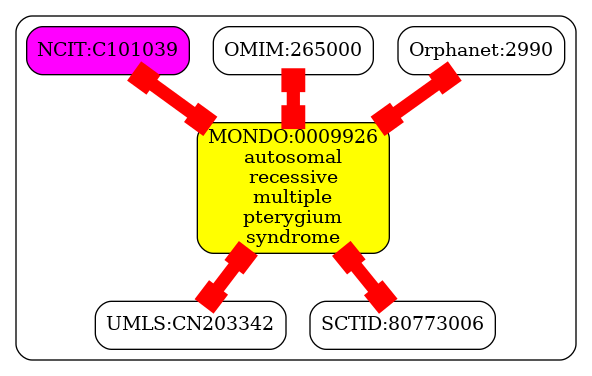 NCIT:C101039
OMIM:265000
Orphanet:2990
MONDO:0009926
autosomal
recessive
multiple
pterygium
syndrome
UMLS:CN203342
SCTID:80773006